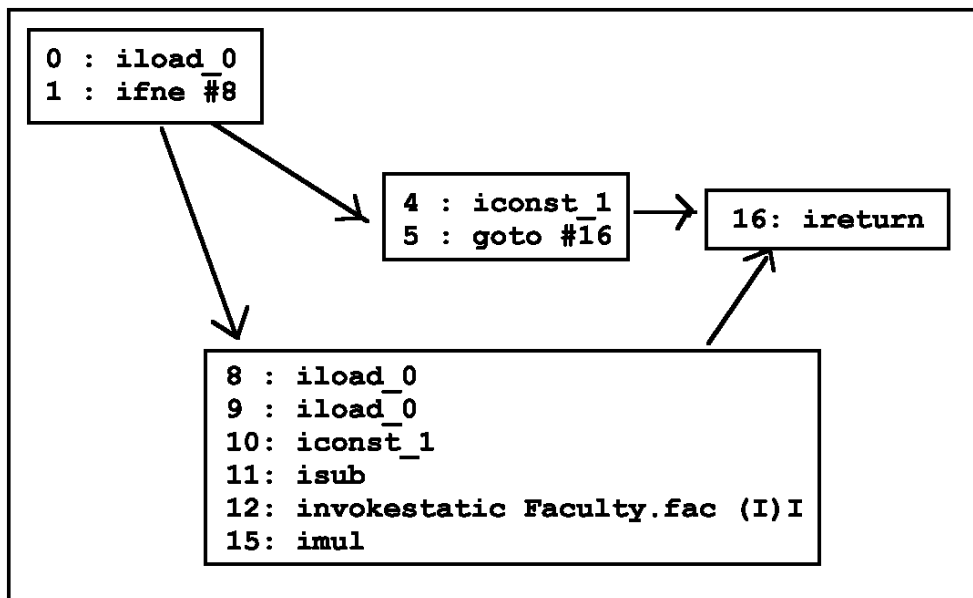 0 : iload_0
1 : ifne #8
4 : iconst_1
5 : goto #16
16: ireturn
8 : iload_0
9 : iload_0
10: iconst_1
11: isub
12: invokestatic Faculty.fac (I)I
15: imul